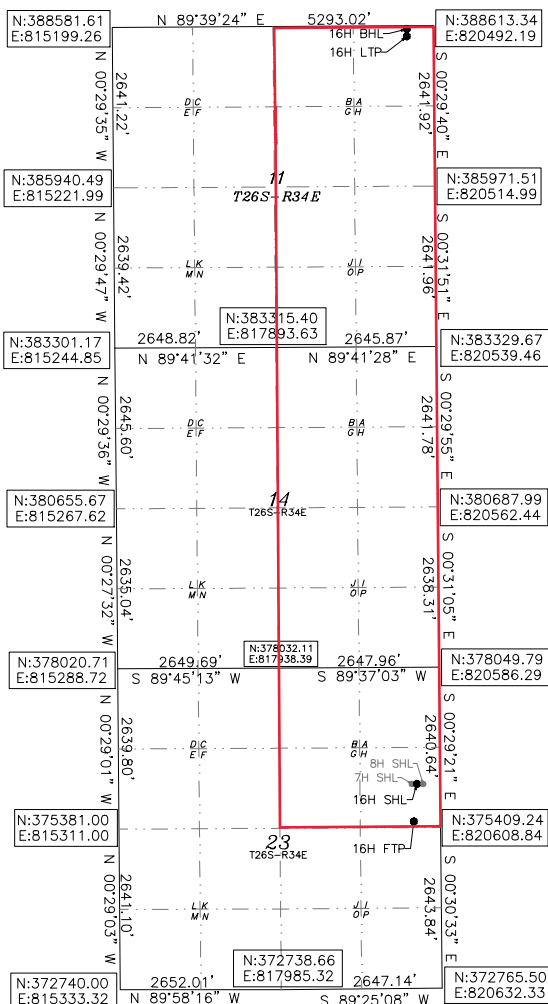 N:388581.61
E:815199.26
N 89°39'24" E
5293.02'
N:388613.34
E:820492.19
16H BHL
16H LTP
N 00°29'35" W
2641.22'
D C
E F
B A
G H
2641.92'
S 00°29'40" E
N:385940.49
E:815221.99
11
T26S-R34E
N:385971.51
E:820514.99
N 00°29'47" W
2639.42'
L K
M N
J I
O P
2641.96'
S 00°31'51" E
N:383315.40
E:817893.63
N:383301.17
E:815244.85
2648.82'
N 89°41'32" E
2645.87'
N 89°41'28" E
N:383329.67
E:820539.46
N 00°29'36" W
2645.60'
D C
E F
B A
G H
2641.78'
S 00°29'55" E
N:380655.67
E:815267.62
14
T26S-R34E
N:380687.99
E:820562.44
N 00°27'32" W
2635.04'
L K
M N
J I
O P
2638.31'
S 00°31'05" E
N:378032.11
E:817938.39
N:378020.71
E:815288.72
2649.69'
S 89°45'13" W
2647.96'
S 89°37'03" W
N:378049.79
E:820586.29
N 00°29'01" W
2639.80'
D C
E F
B A
G H
2640.64'
S 00°29'21" E
8H SHL
7H SHL
16H SHL
N:375381.00
E:815311.00
23
T26S-R34E
16H FTP
N:375409.24
E:820608.84
N 00°29'03" W
2641.10'
L K
M N
J I
O P
2643.84'
S 00°30'33" E
N:372738.66
E:817985.32
N:372740.00
E:815333.32
2652.01'
N 89°58'16" W
2647.14'
S 89°25'08" W
N:372765.50
E:820632.33